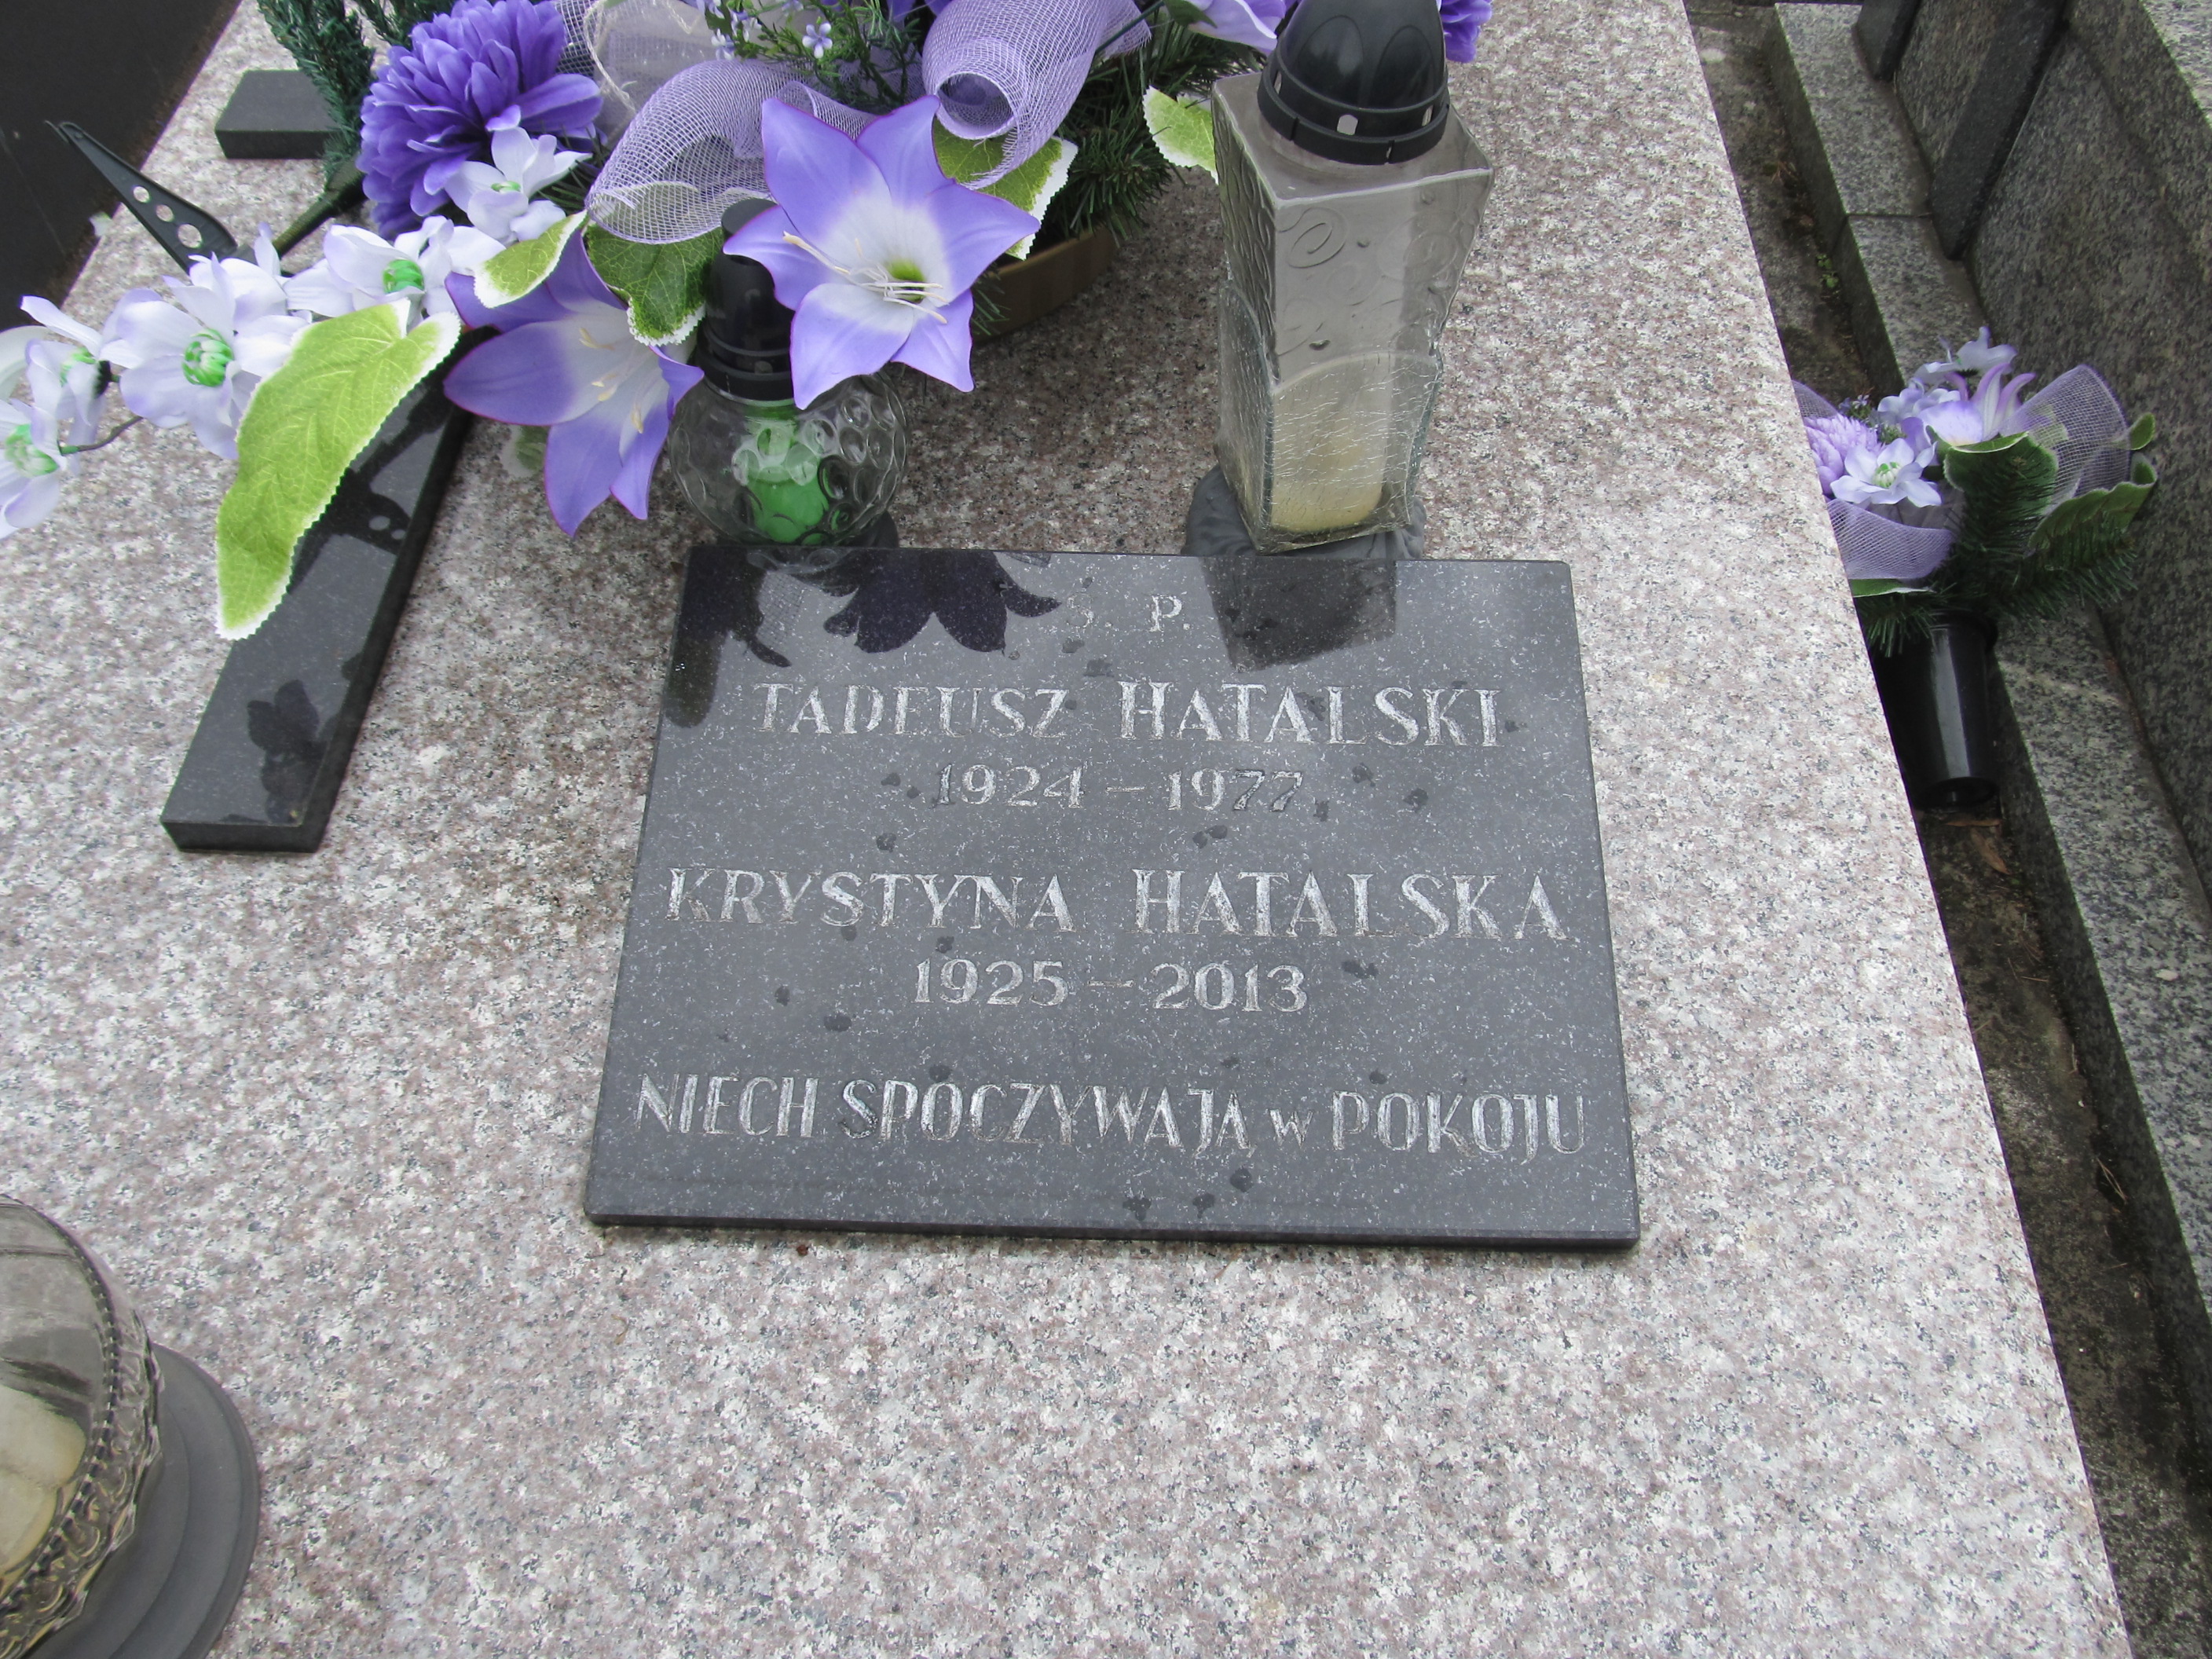 Ś. P.
TADEUSZ HATALSKI
1924 – 1977
KRYSTYNA HATALSKA
1925 – 2013
NIECH SPOCZYWAJĄ w POKOJU